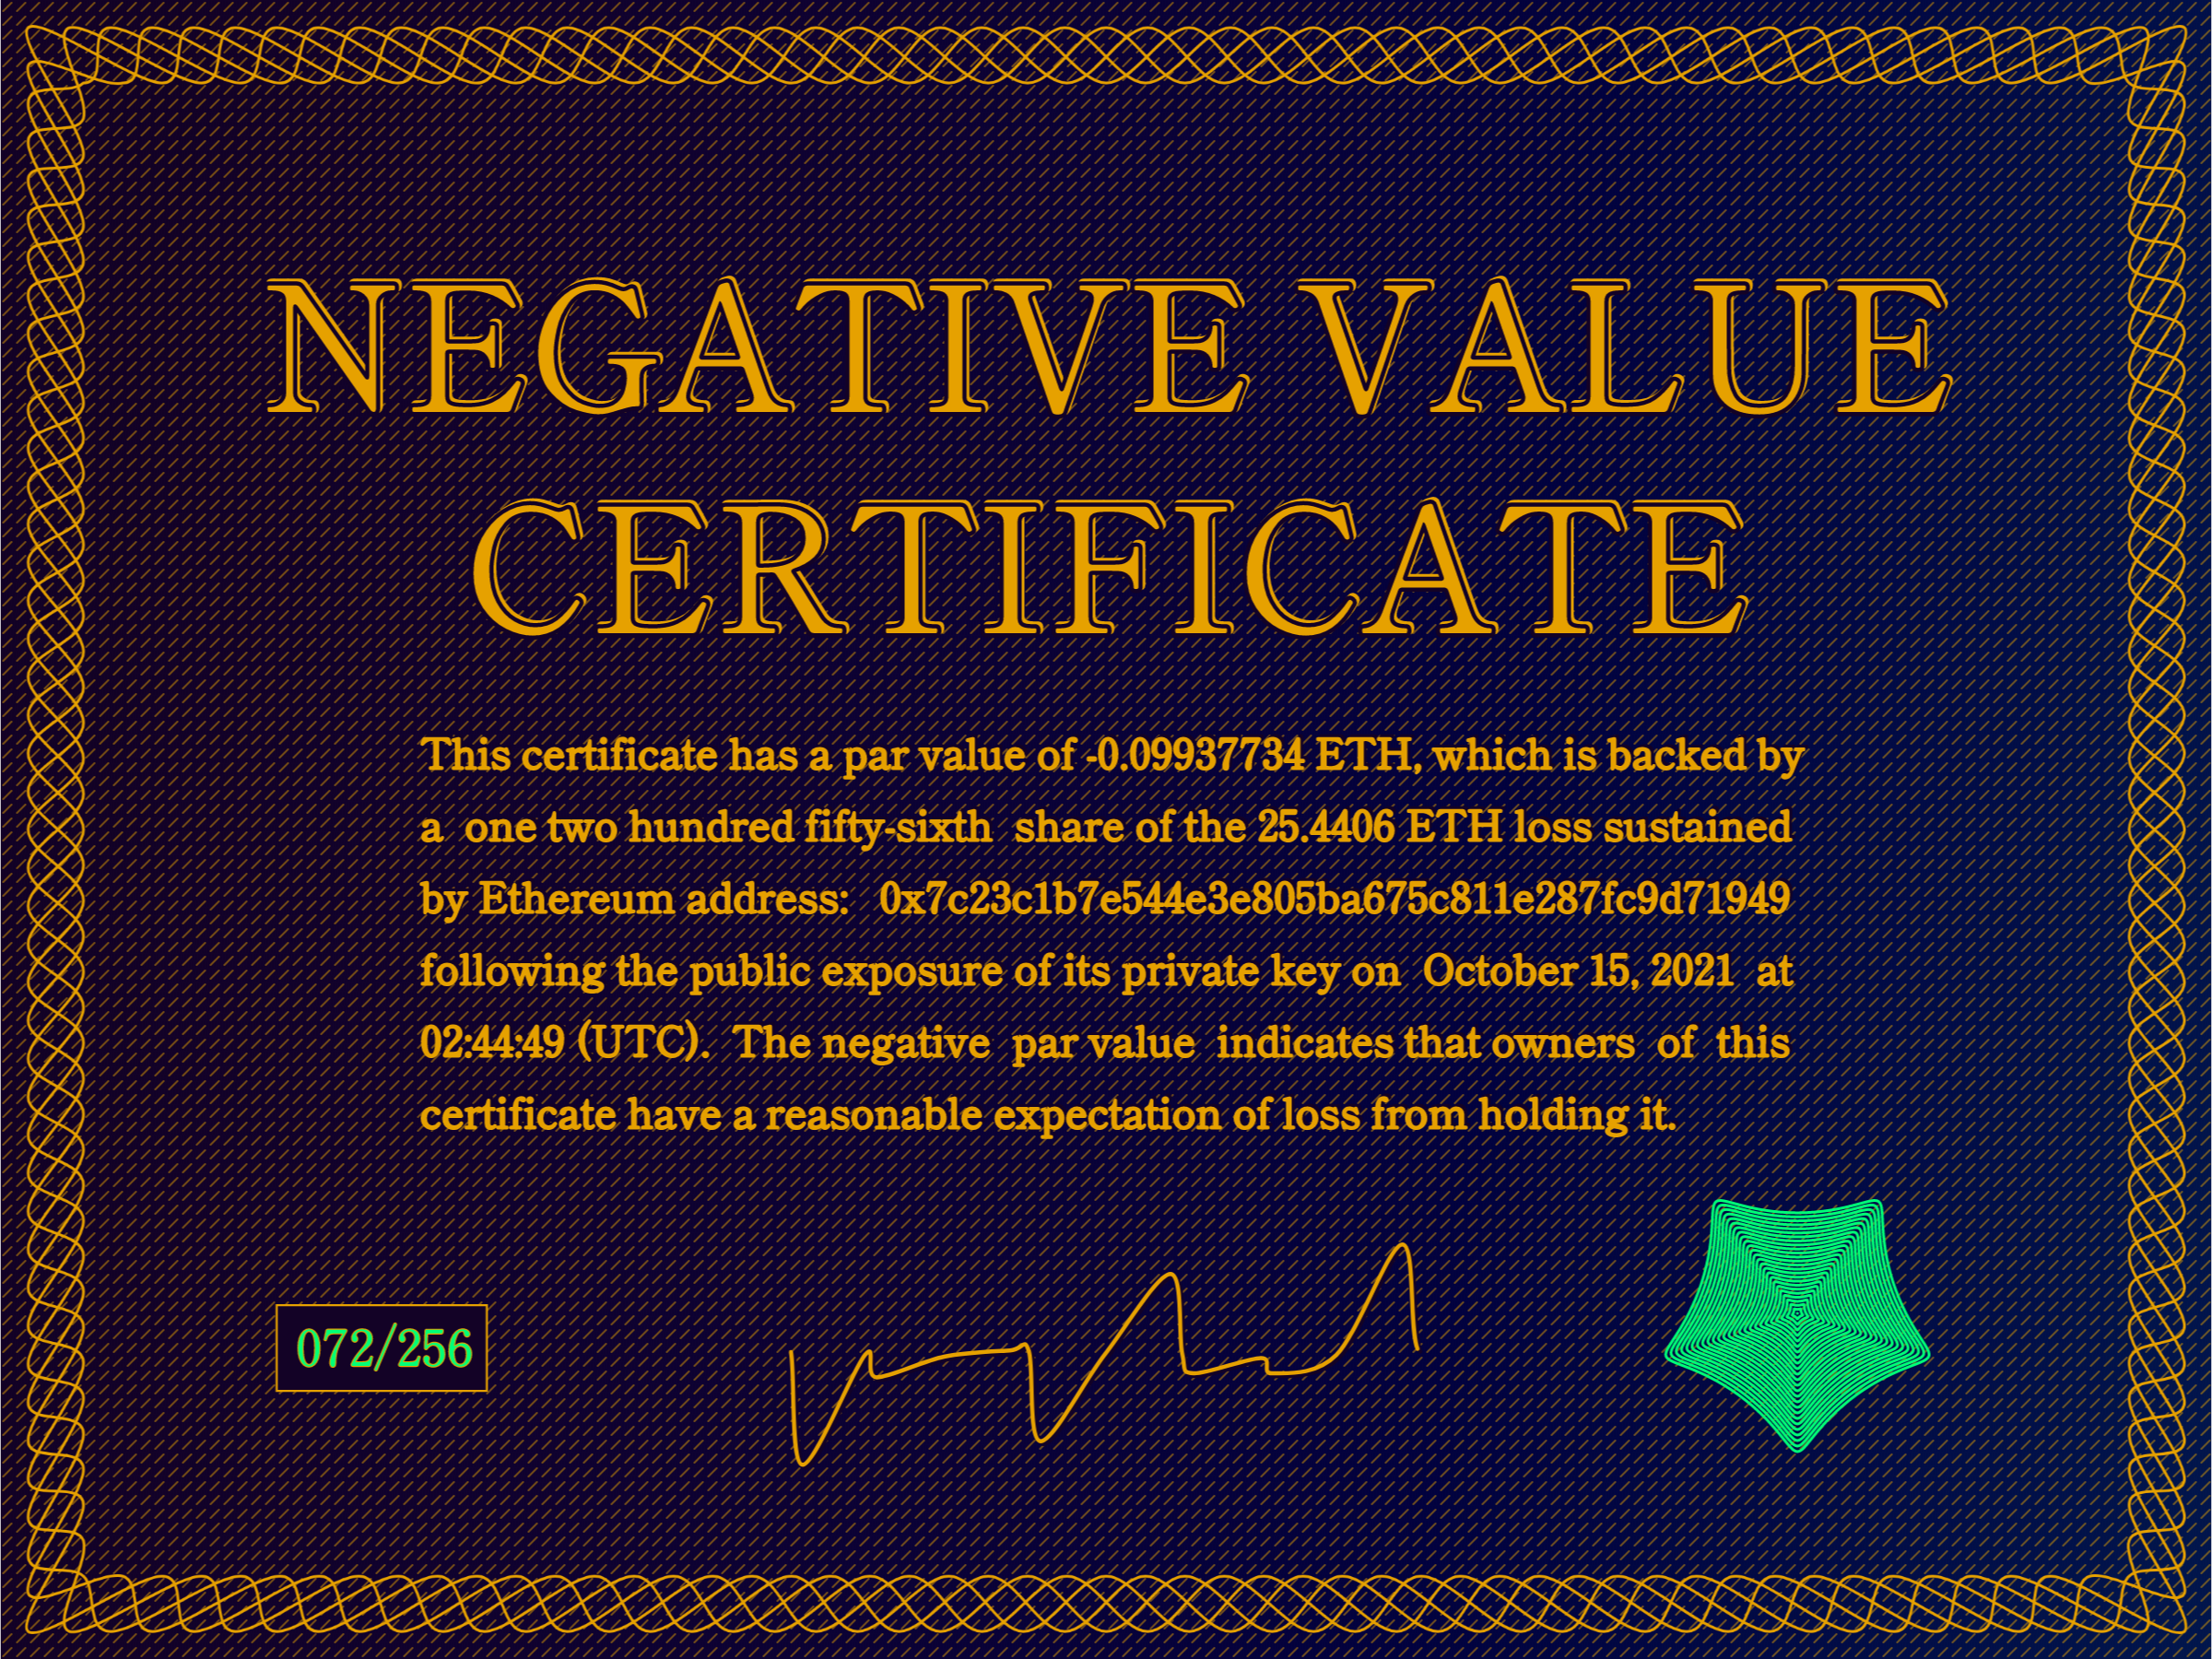 NEGATIVE VALUE
CERTIFICATE
This certificate has a par value of -0.09937734 ETH, which is backed by
a one two hundred fifty-sixth share of the 25.4406 ETH loss sustained
by Ethereum address: 0x7c23c1b7e544e3e805ba675c811e287fc9d71949
following the public exposure of its private key on October 15, 2021 at
02:44:49 (UTC). The negative par value indicates that owners of this
certificate have a reasonable expectation of loss from holding it.
072/256